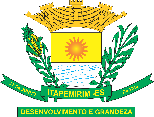 ITAPEMIRIM -ES
DESENVOLVIMENTO E GRANDEZA